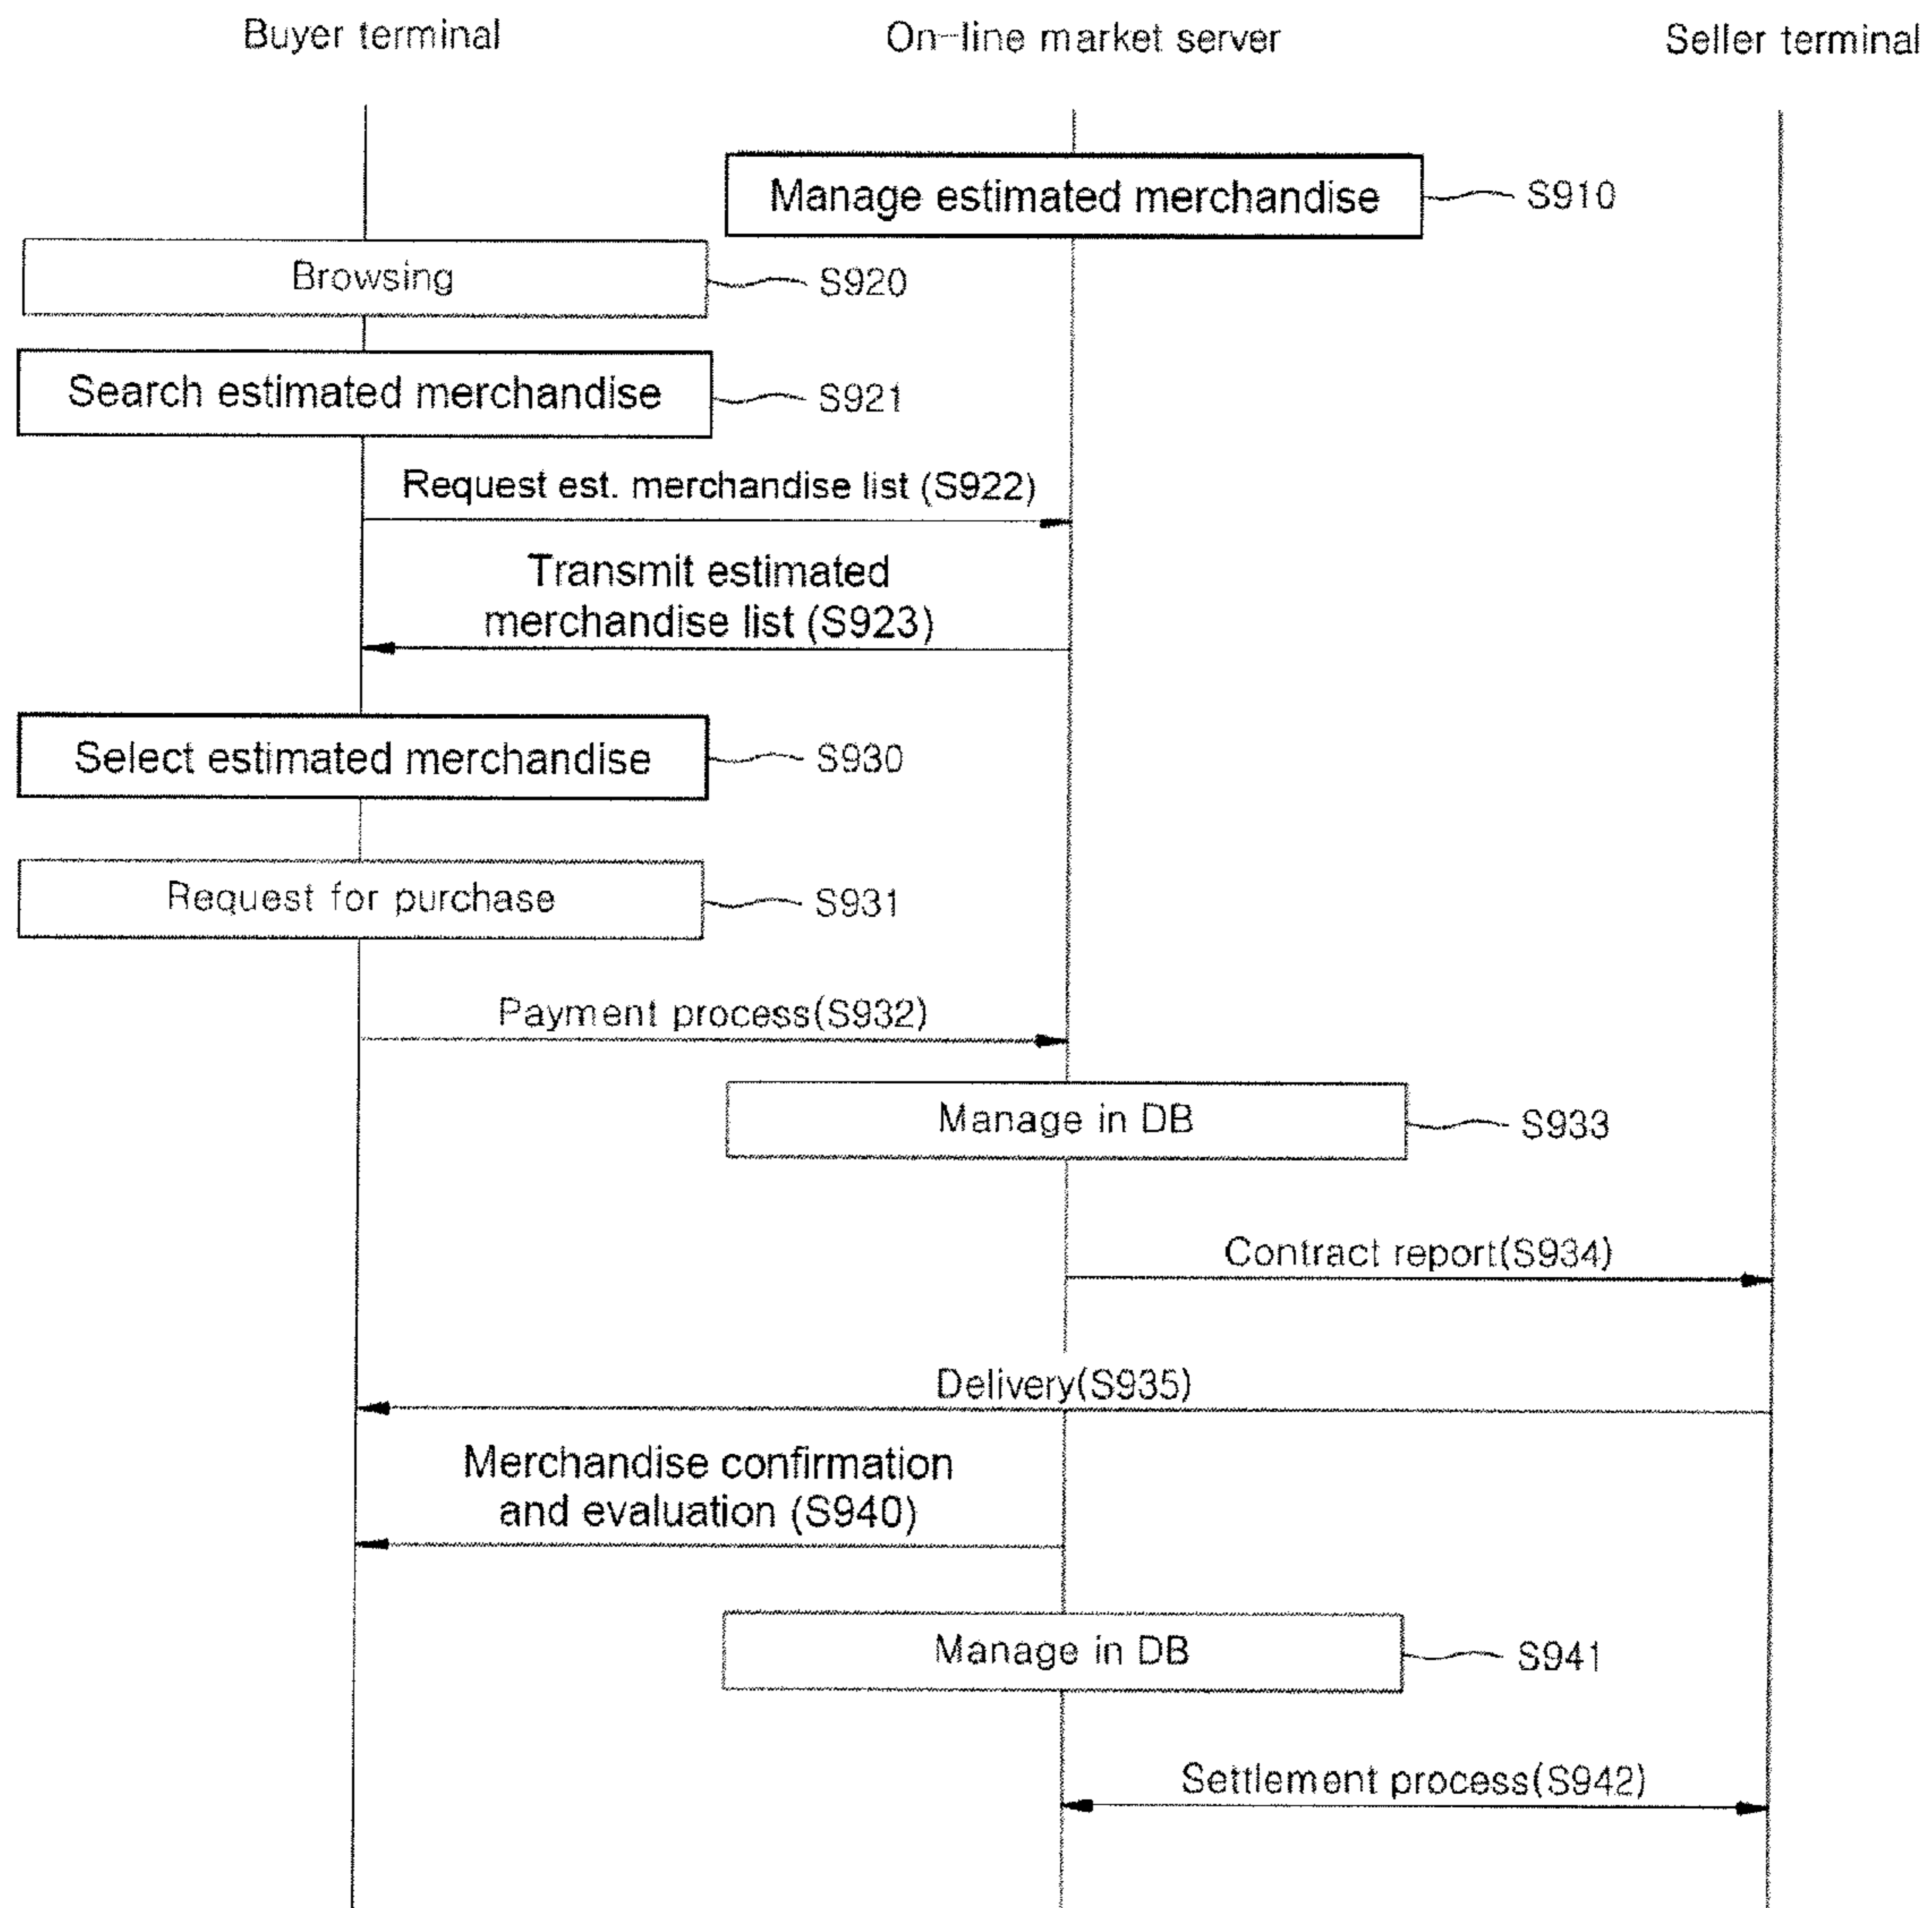 Buyer terminal
On-line market server
Seller terminal
Manage estimated merchandise
S910
Browsing
S920
Search estimated merchandise
S921
Request est. merchandise list (S922)
Transmit estimated
merchandise list (S923)
Select estimated merchandise
S930
Request for purchase
S931
Payment process(S932)
Manage in DB
S933
Contract report(S934)
Delivery(S935)
Merchandise confirmation
and evaluation (S940)
Manage in DB
S941
Settlement process(S942)